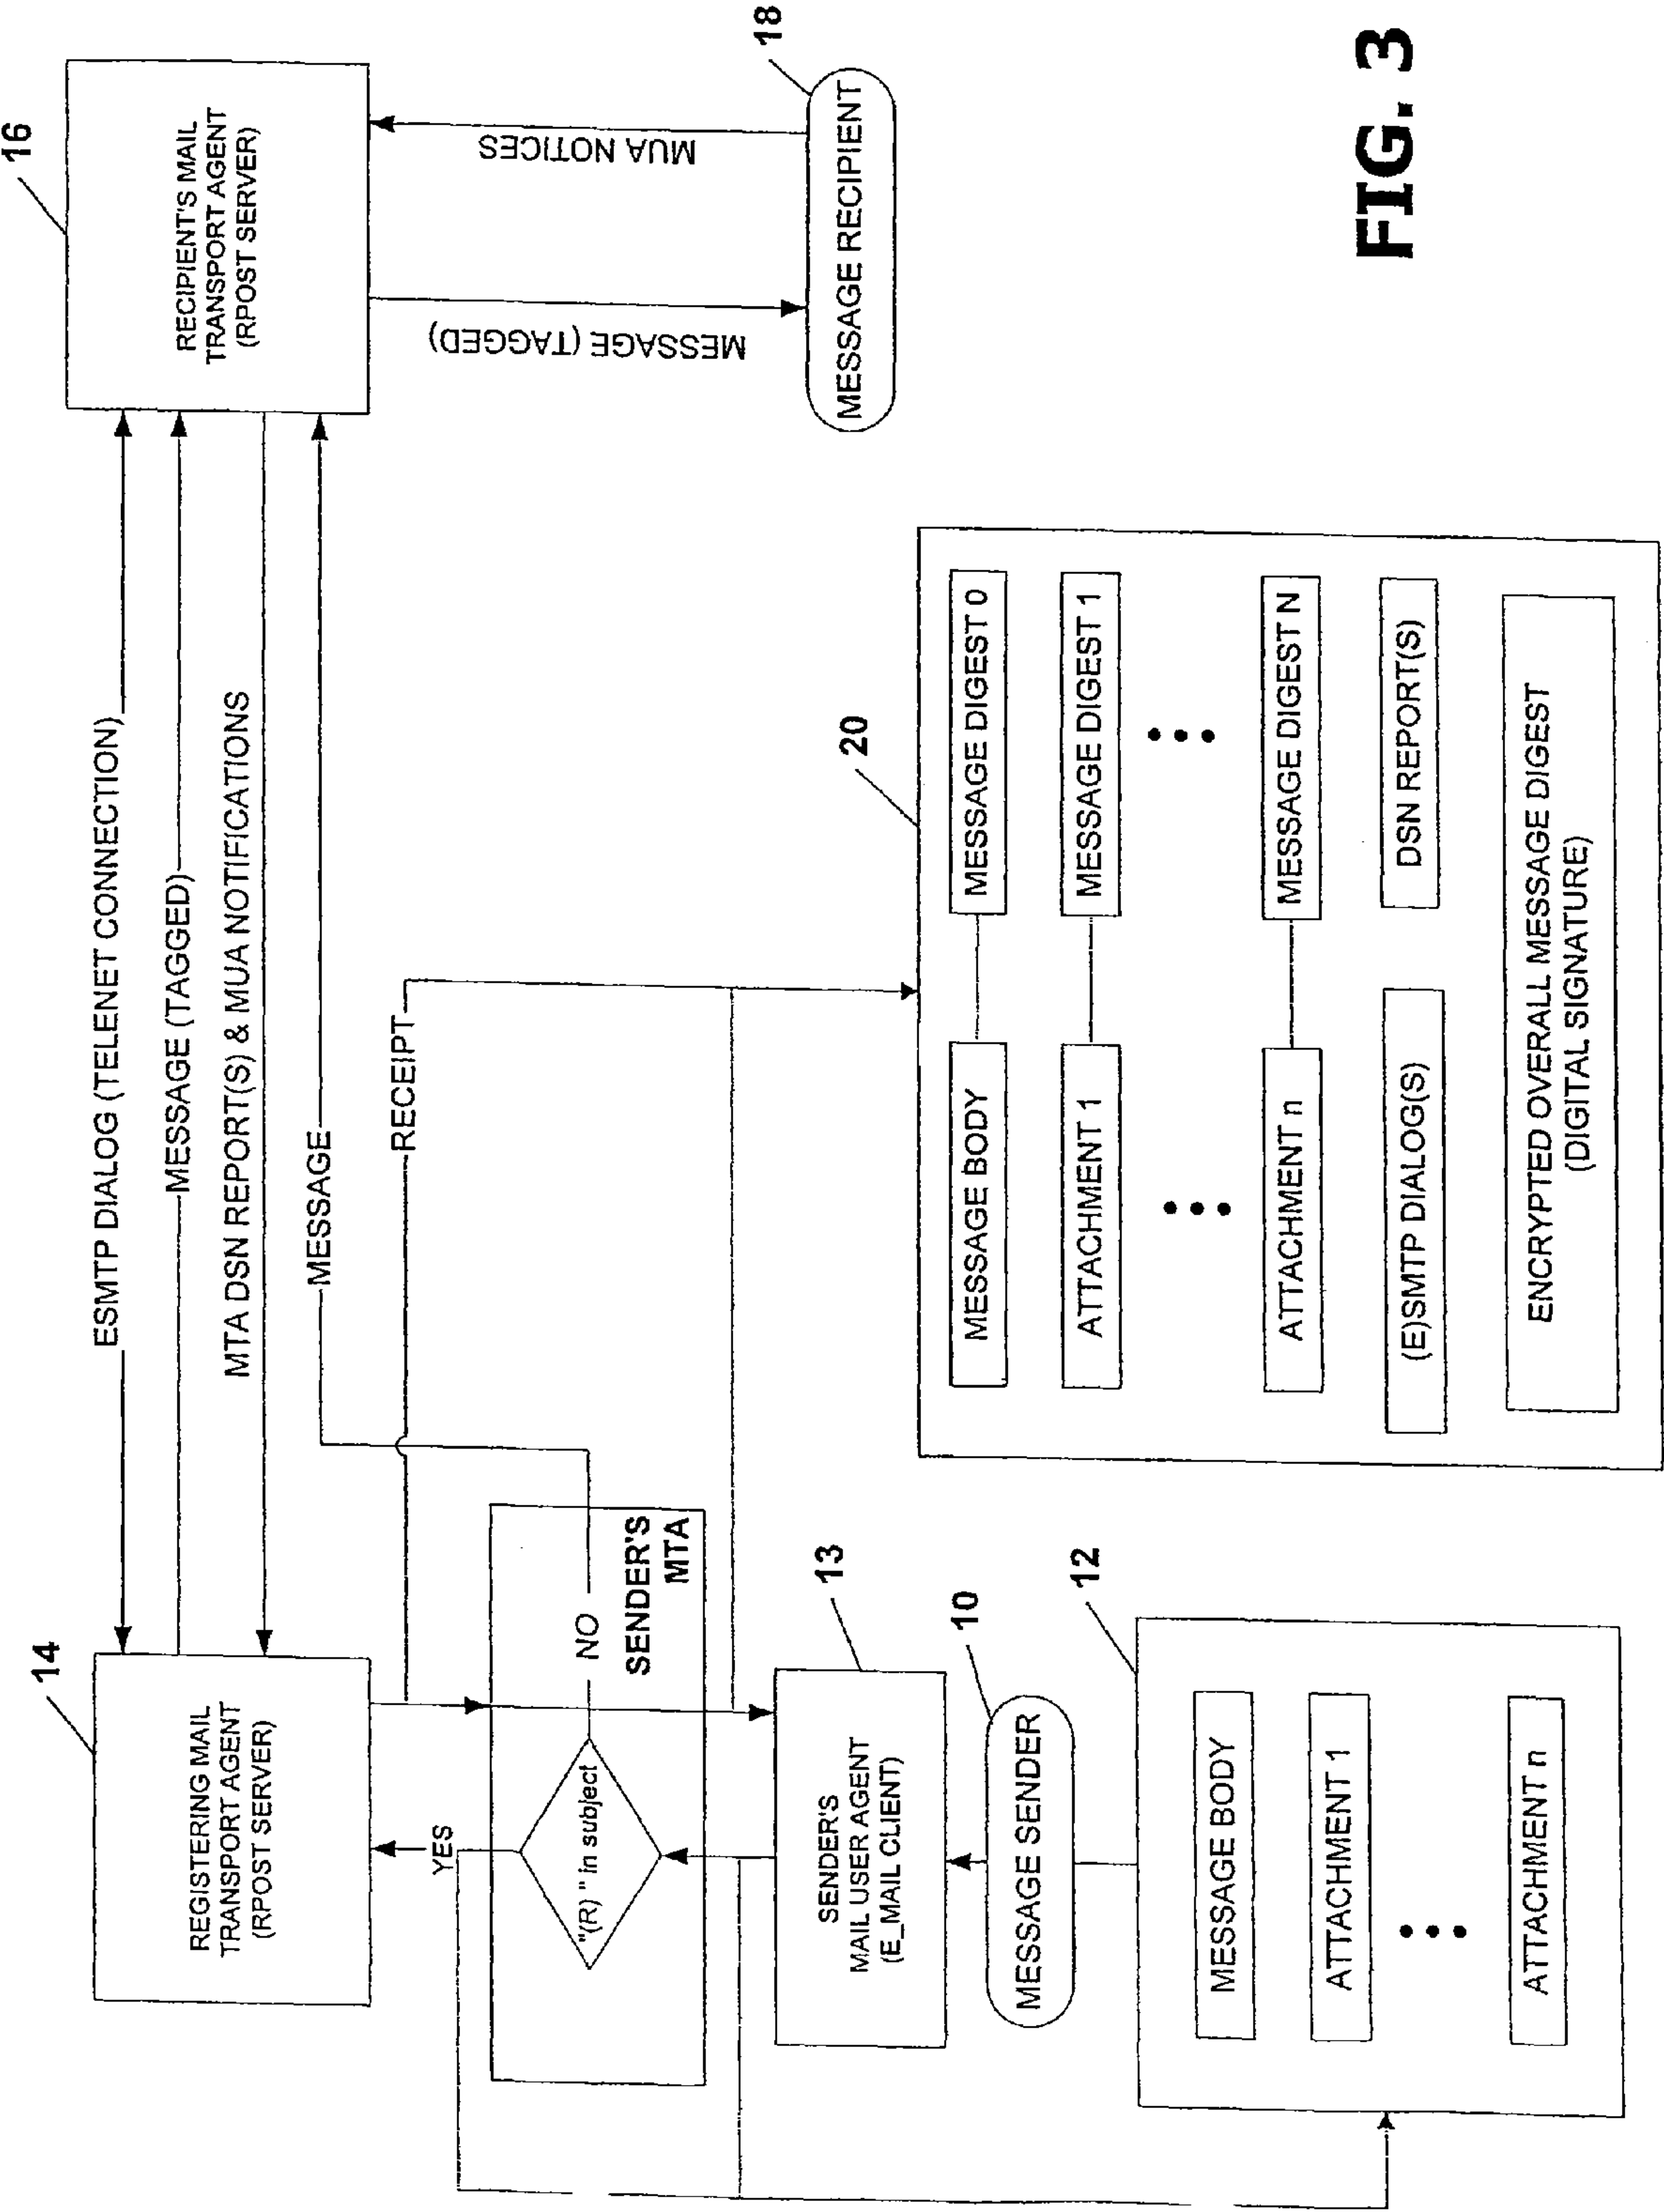 14
REGISTERING MAIL
TRANSPORT AGENT
(RPOST SERVER)
ESMTP DIALOG (TELENET CONNECTION)
MESSAGE (TAGGED)
MTA DSN REPORT(S) & MUA NOTIFICATIONS
MESSAGE
RECEIPT
16
RECIPIENT'S MAIL
TRANSPORT AGENT
(RPOST SERVER)
YES
"(R) " in subject
NO
SENDER'S
MTA
MESSAGE (TAGGED)
MUA NOTICES
18
MESSAGE RECIPIENT
13
SENDER'S
MAIL USER AGENT
(E_MAIL CLIENT)
10
MESSAGE SENDER
12
MESSAGE BODY
ATTACHMENT 1
ATTACHMENT n
20
MESSAGE BODY
MESSAGE DIGEST 0
ATTACHMENT 1
MESSAGE DIGEST 1
ATTACHMENT n
MESSAGE DIGEST N
(E)SMTP DIALOG(S)
DSN REPORT(S)
ENCRYPTED OVERALL MESSAGE DIGEST
(DIGITAL SIGNATURE)
FIG. 3